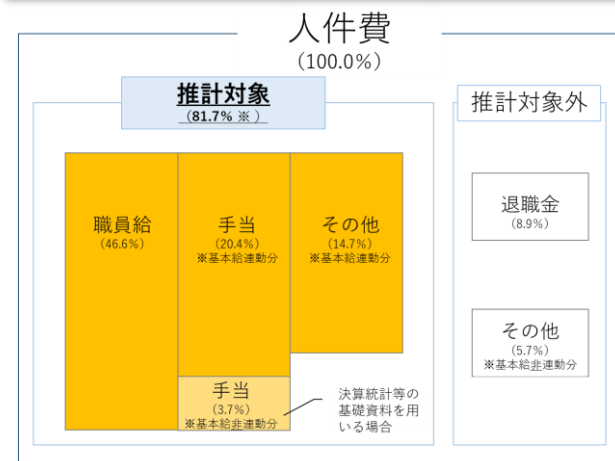 人件費
(100.0%)
推計対象
(81.7% ※ )
職員給
(46.6%)
手当
(20.4%)
※基本給連動分
その他
(14.7%)
※基本給連動分
手当
(3.7%)
※基本給非連動分
決算統計等の
基礎資料を用
いる場合
推計対象外
退職金
(8.9%)
その他
(5.7%)
※基本給非連動分